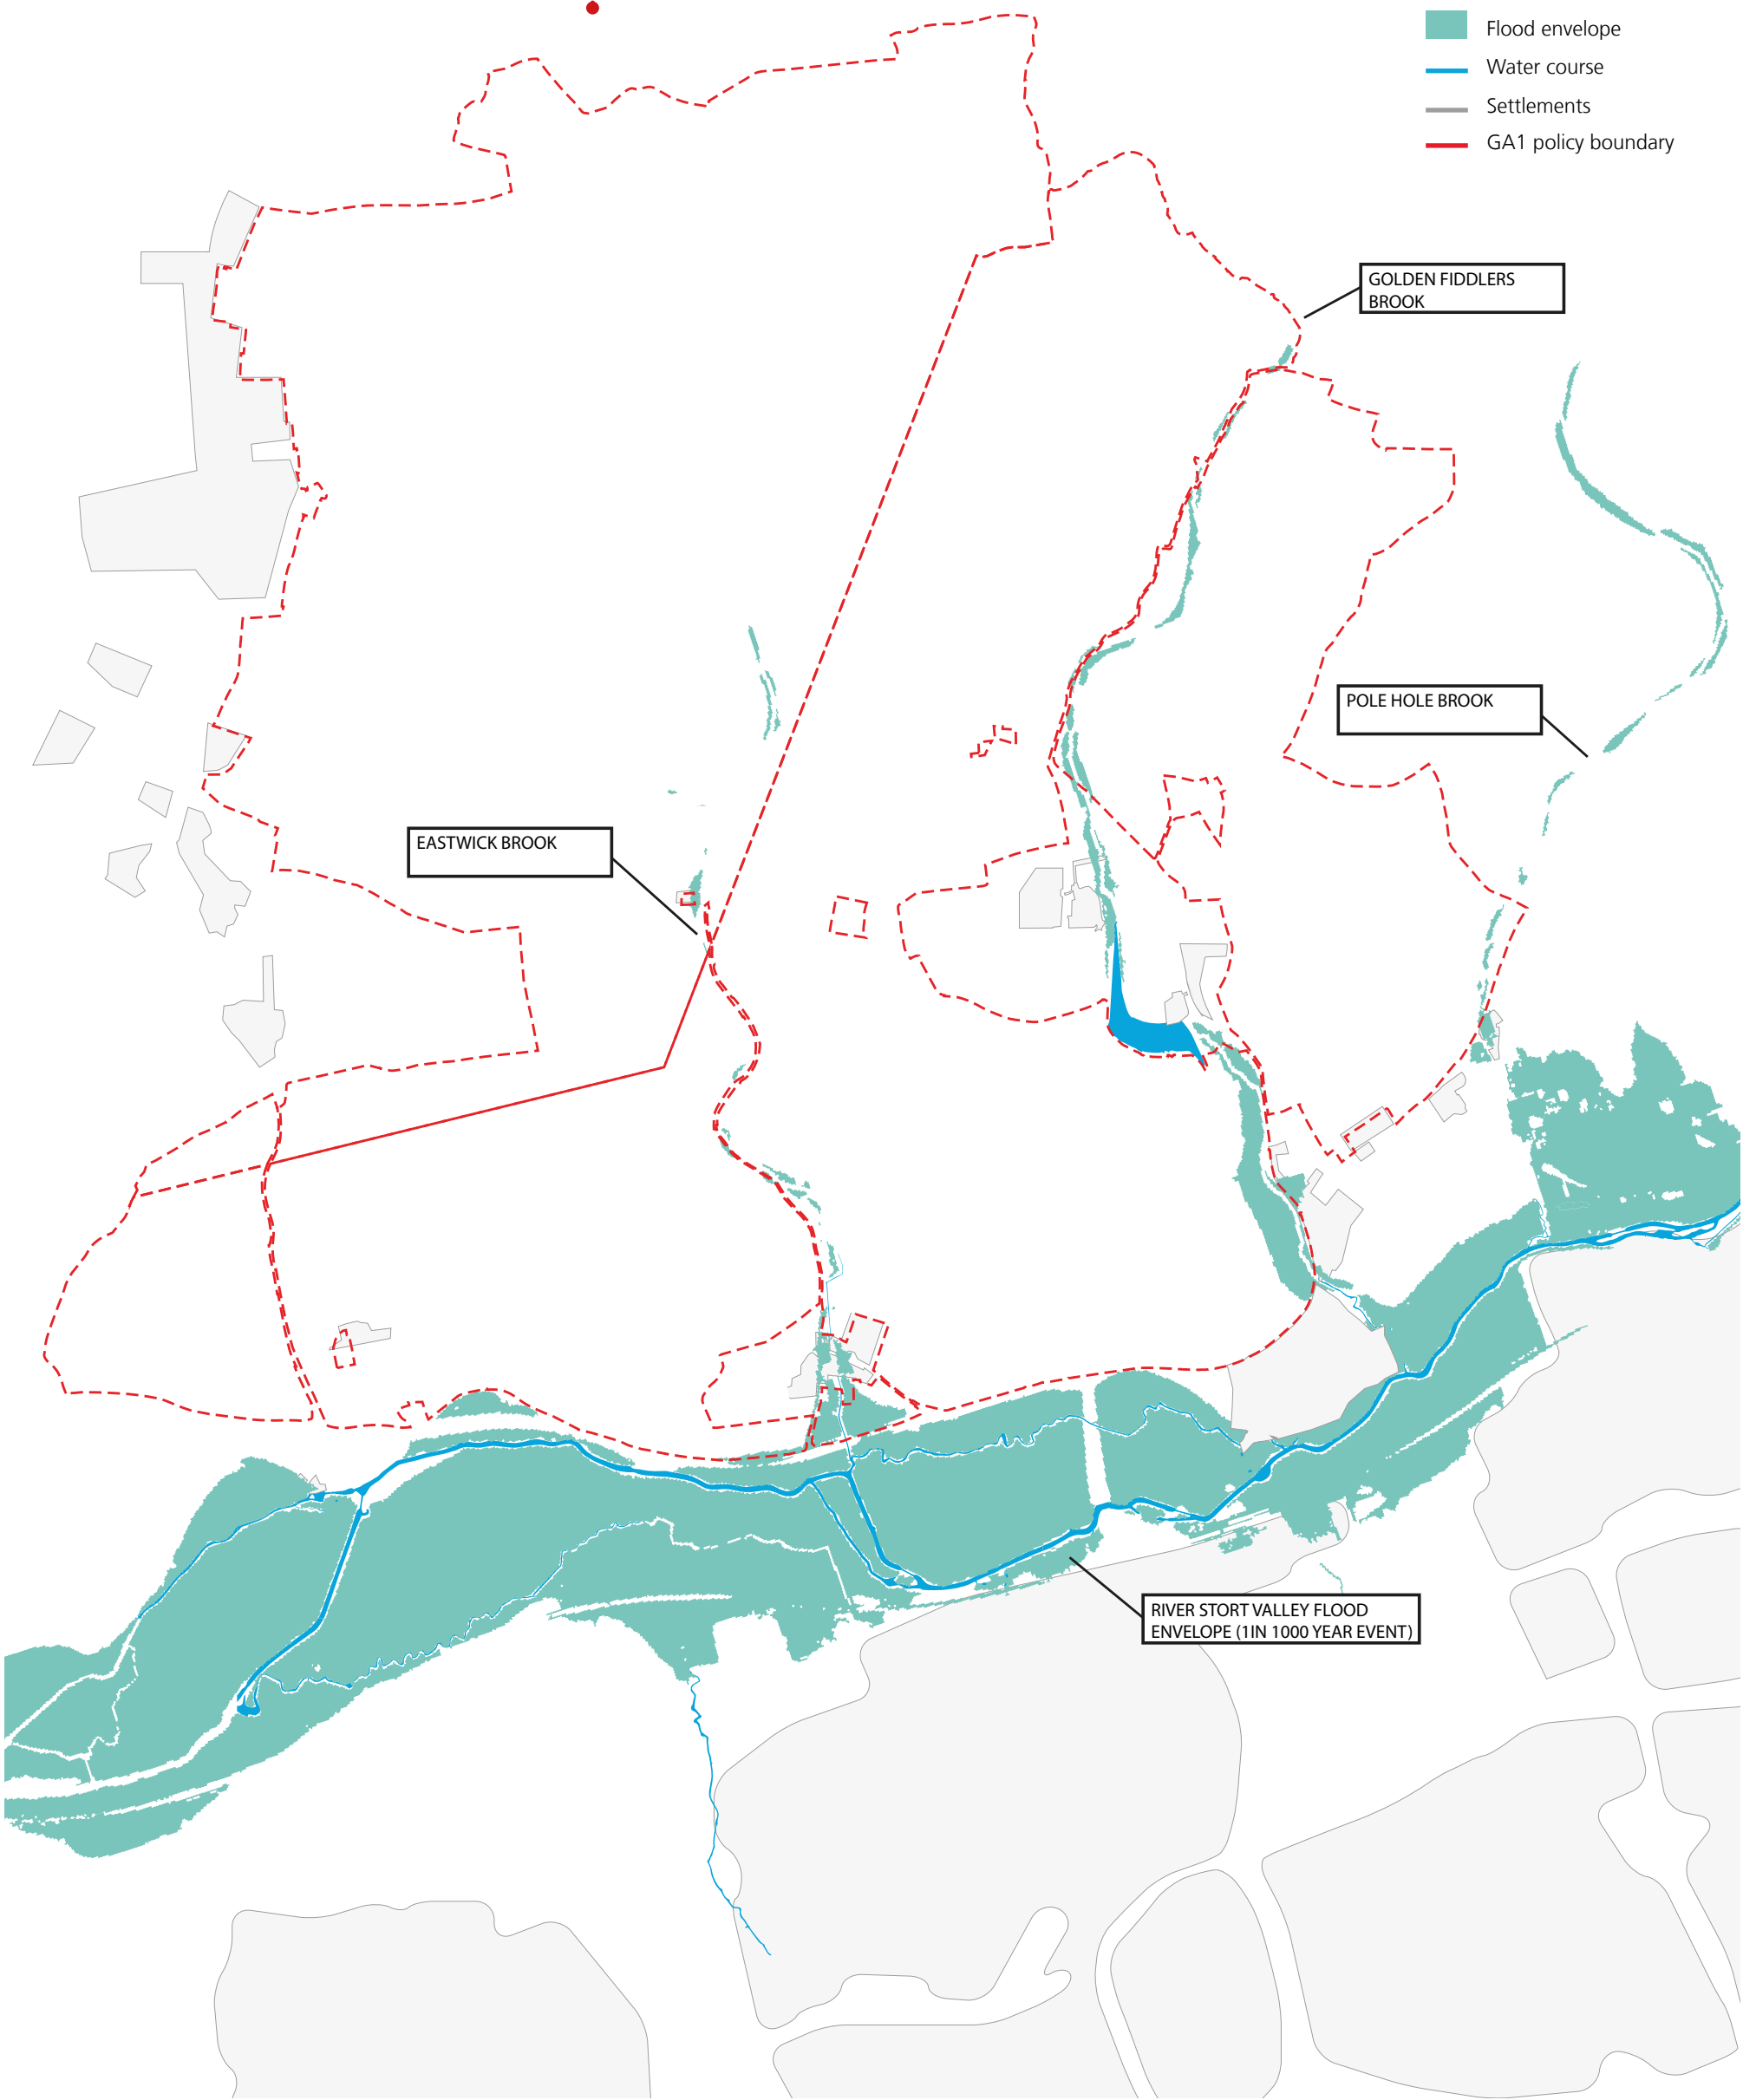 Flood envelope
Water course
Settlements
GA1 policy boundary
GOLDEN FIDDLERS
BROOK
POLE HOLE BROOK
EASTWICK BROOK
RIVER STORT VALLEY FLOOD
ENVELOPE (1IN 1000 YEAR EVENT)